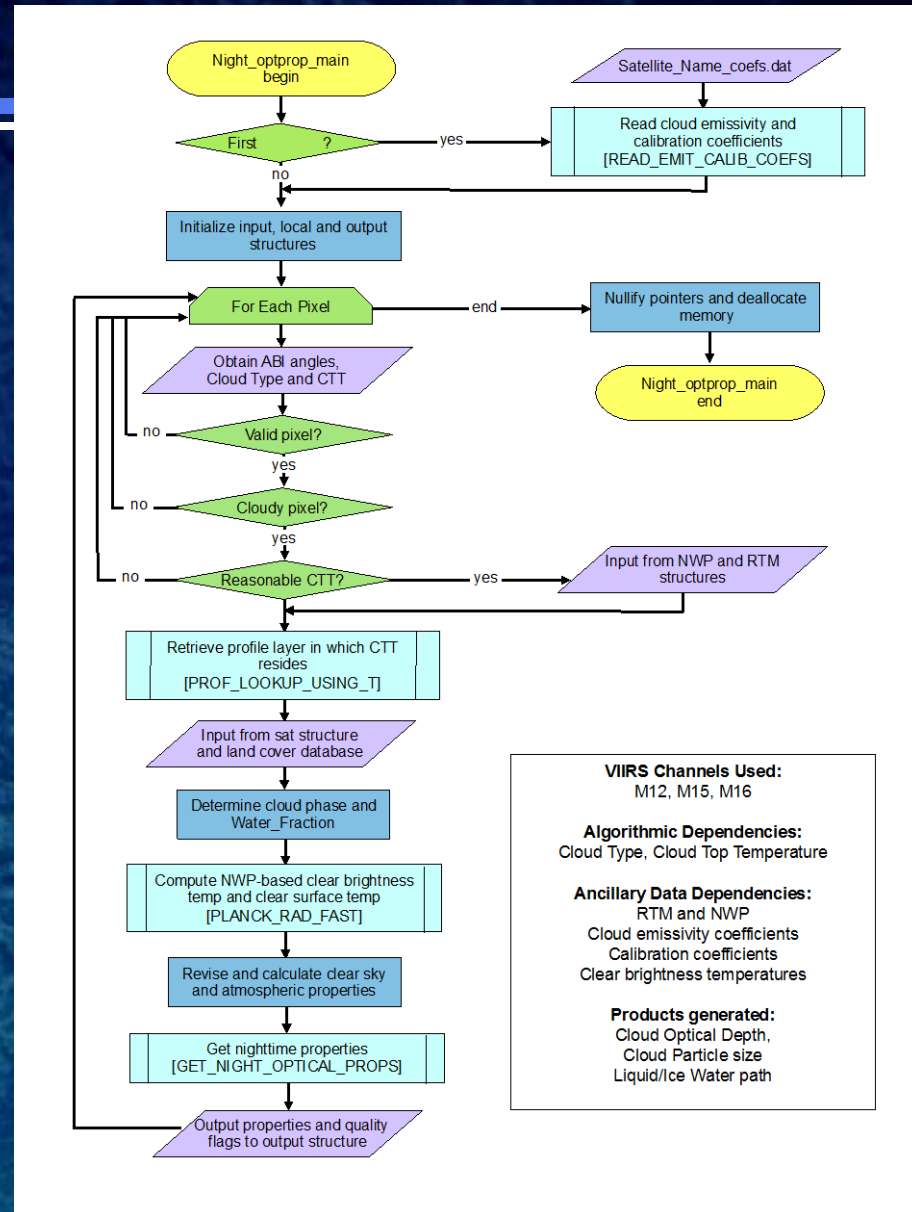 Night_optprop_main
begin
Satellite_Name_coefs.dat
First ?
yes
Read cloud emissivity and
calibration coefficients
[READ_EMIT_CALIB_COEFS]
no
Initialize input, local and output
structures
For Each Pixel
end
Nullify pointers and deallocate
memory
Obtain ABI angles,
Cloud Type and CTT
Night_optprop_main
end
no
Valid pixel?
yes
no
Cloudy pixel?
yes
no
Reasonable CTT?
yes
Input from NWP and RTM
structures
Retrieve profile layer in which CTT
resides
[PROF_LOOKUP_USING_T]
Input from sat structure
and land cover database
Determine cloud phase and
Water_Fraction
Compute NWP-based clear brightness
temp and clear surface temp
[PLANCK_RAD_FAST]
Revise and calculate clear sky
and atmospheric properties
Get nighttime properties
[GET_NIGHT_OPTICAL_PROPS]
Output properties and quality
flags to output structure
VIIRS Channels Used:
M12, M15, M16
Algorithmic Dependencies:
Cloud Type, Cloud Top Temperature
Ancillary Data Dependencies:
RTM and NWP
Cloud emissivity coefficients
Calibration coefficients
Clear brightness temperatures
Products generated:
Cloud Optical Depth,
Cloud Particle size
Liquid/Ice Water path